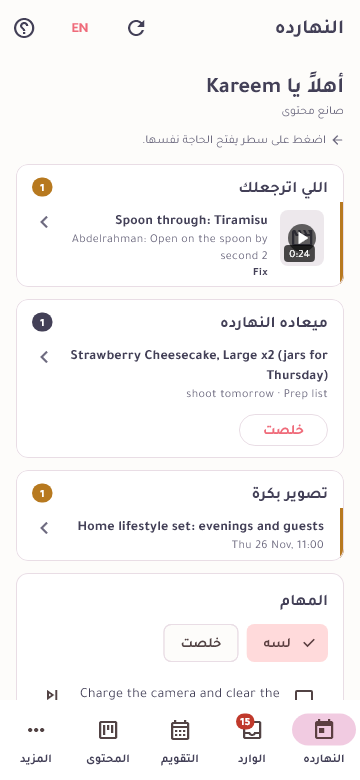 النهارده
EN
أهلاً يا Kareem
صانع محتوى
← اضغط على سطر يفتح الحاجة نفسها.
اللي اترجعلك
1
Spoon through: Tiramisu
Abdelrahman: Open on the spoon by
second 2
Fix
0:24
ميعاده النهارده
1
Strawberry Cheesecake, Large x2 (jars for
Thursday)
shoot tomorrow · Prep list
خلصت
تصوير بكرة
1
Home lifestyle set: evenings and guests
Thu 26 Nov, 11:00
المهام
لسه
خلصت
Charge the camera and clear the
النهارده
15
الوارد
التقويم
المحتوى
المزيد